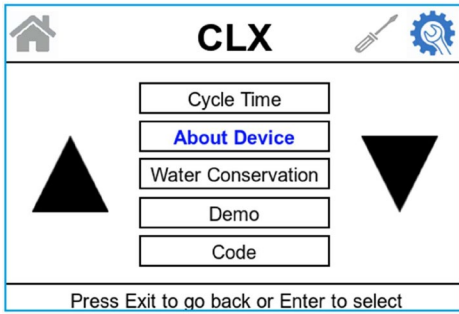 CLX
Cycle Time
About Device
Water Conservation
Demo
Code
Press Exit to go back or Enter to select